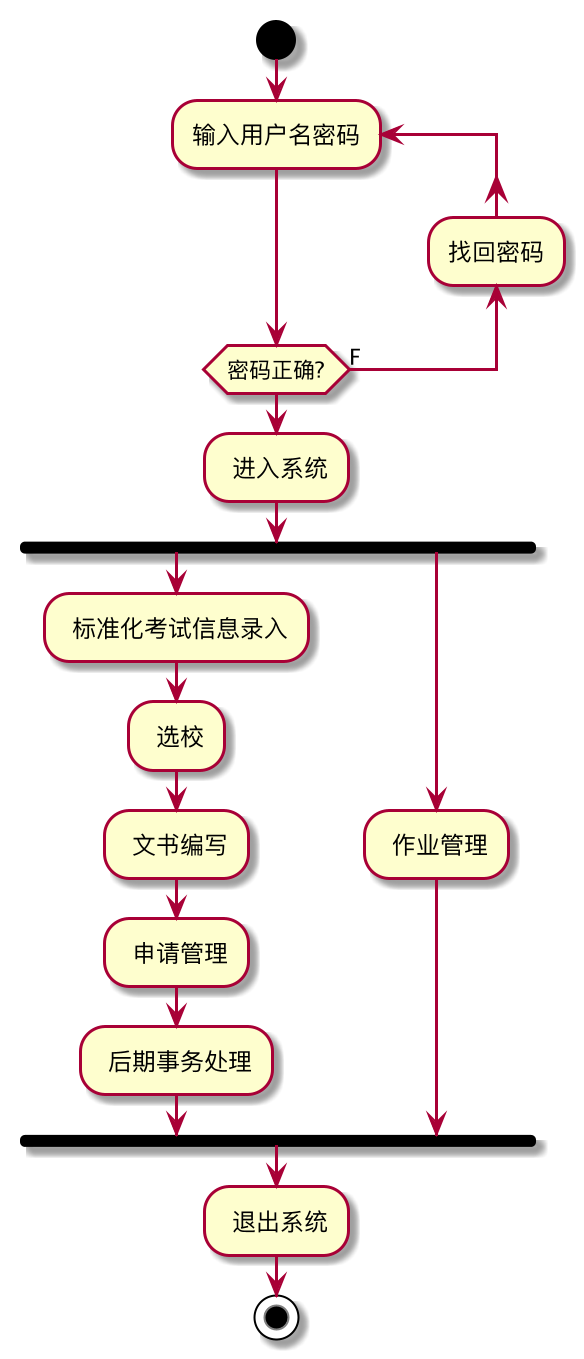 输入用户名密码
找回密码
密码正确?
F
进入系统
标准化考试信息录入
选校
文书编写
作业管理
申请管理
后期事务处理
退出系统